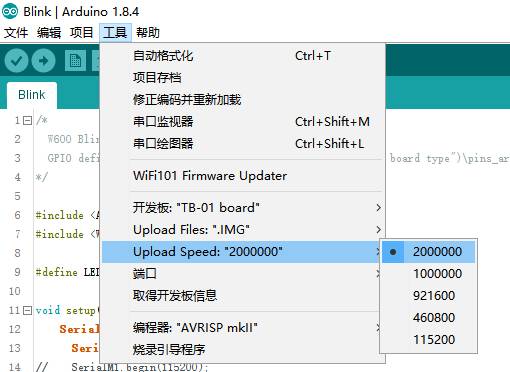 Blink | Arduino 1.8.4
文件 编辑 项目 工具 帮助
Blink
自动格式化 Ctrl+T
项目存档
修正编码并重新加载
串口监视器 Ctrl+Shift+M
串口绘图器 Ctrl+Shift+L
WiFi101 Firmware Updater
开发板: "TB-01 board"
Upload Files: ".IMG"
Upload Speed: "2000000"
端口
取得开发板信息
编程器: "AVRISP mkII"
烧录引导程序
2000000
1000000
921600
460800
115200
1 /*
2 W600 Blin
3 GPIO defi board type")\pins_ar
4 */
5
6 #include <A
7 #include <W
8
9 #define LED
10
11 void setup(
12 Serial
13 Seri
14 // SerialM1.begin(115200);